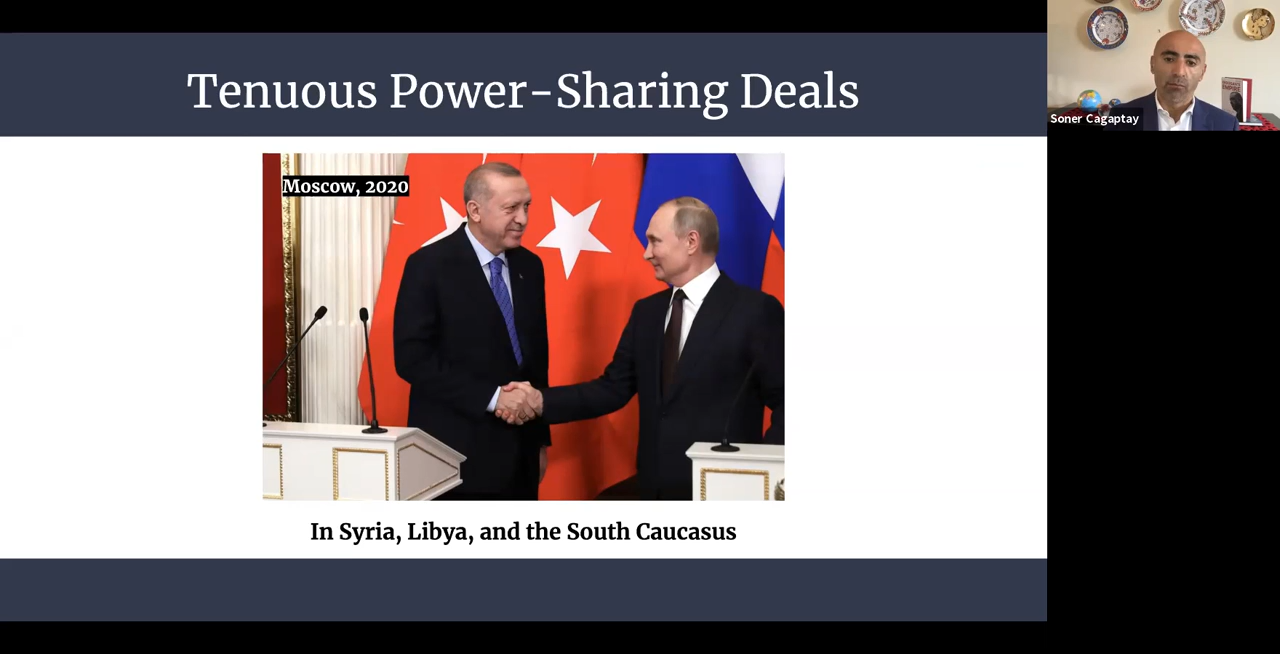 Tenuous Power-Sharing Deals
Soner Cagaptay
Moscow, 2020
In Syria, Libya, and the South Caucasus